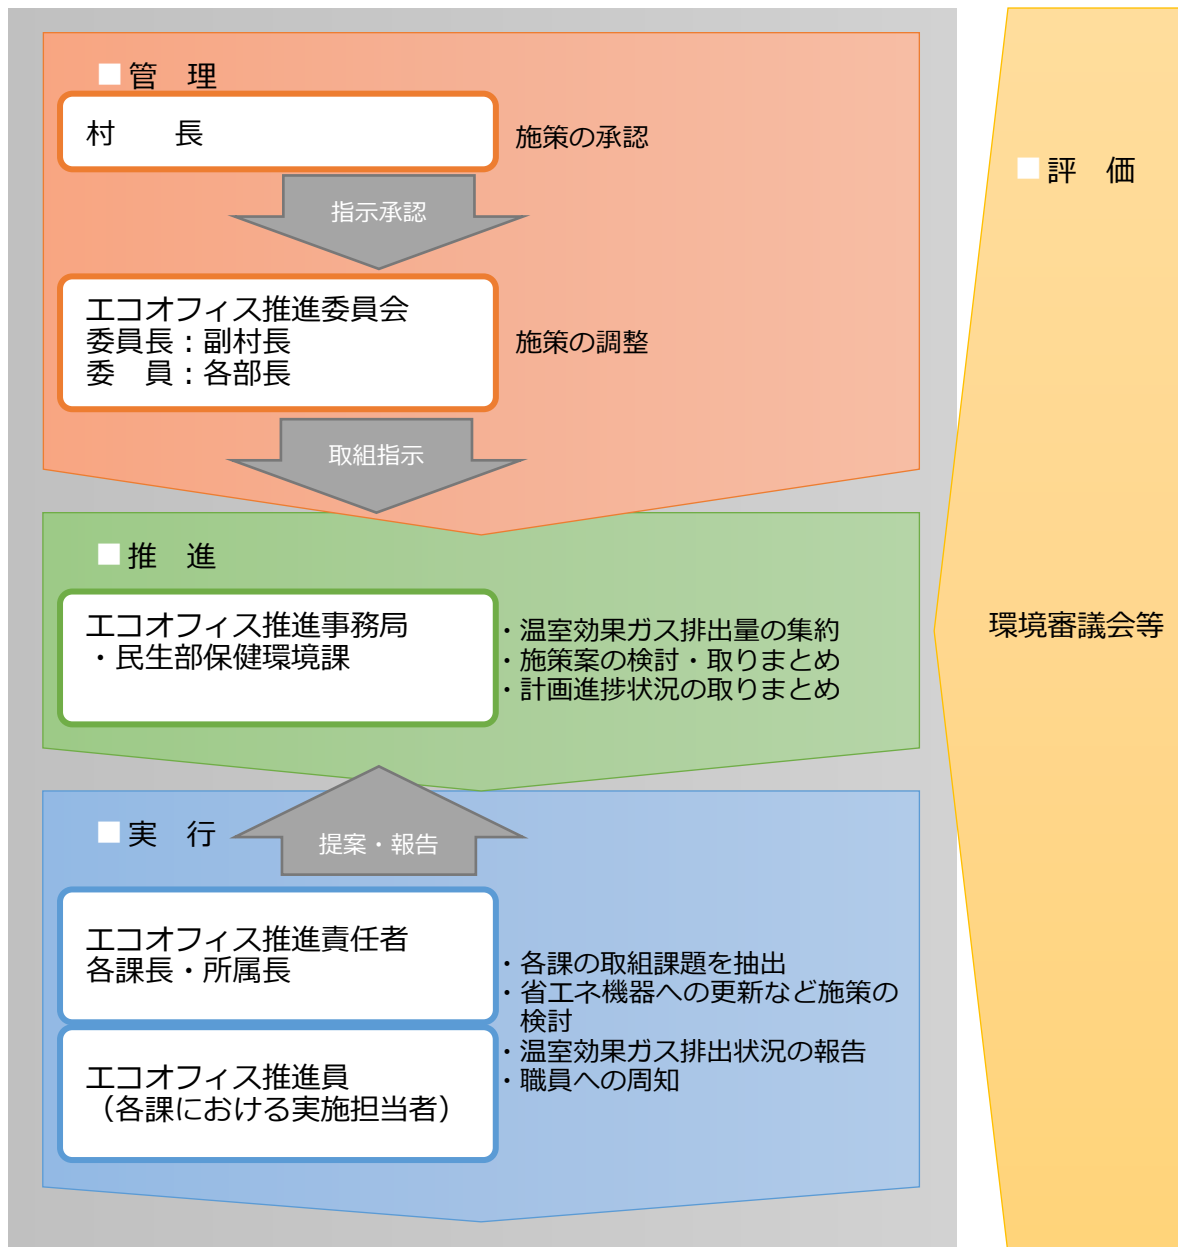 ■管　理
村　　長
施策の承認
指示承認
エコオフィス推進委員会
委員長：副村長
委　員：各部長
施策の調整
取組指示
■推　進
エコオフィス推進事務局
・民生部保健環境課
・温室効果ガス排出量の集約
・施策案の検討・取りまとめ
・計画進捗状況の取りまとめ
提案・報告
■実　行
エコオフィス推進責任者
各課長・所属長
エコオフィス推進員
（各課における実施担当者）
・各課の取組課題を抽出
・省エネ機器への更新など施策の
検討
・温室効果ガス排出状況の報告
・職員への周知
■評　価
環境審議会等